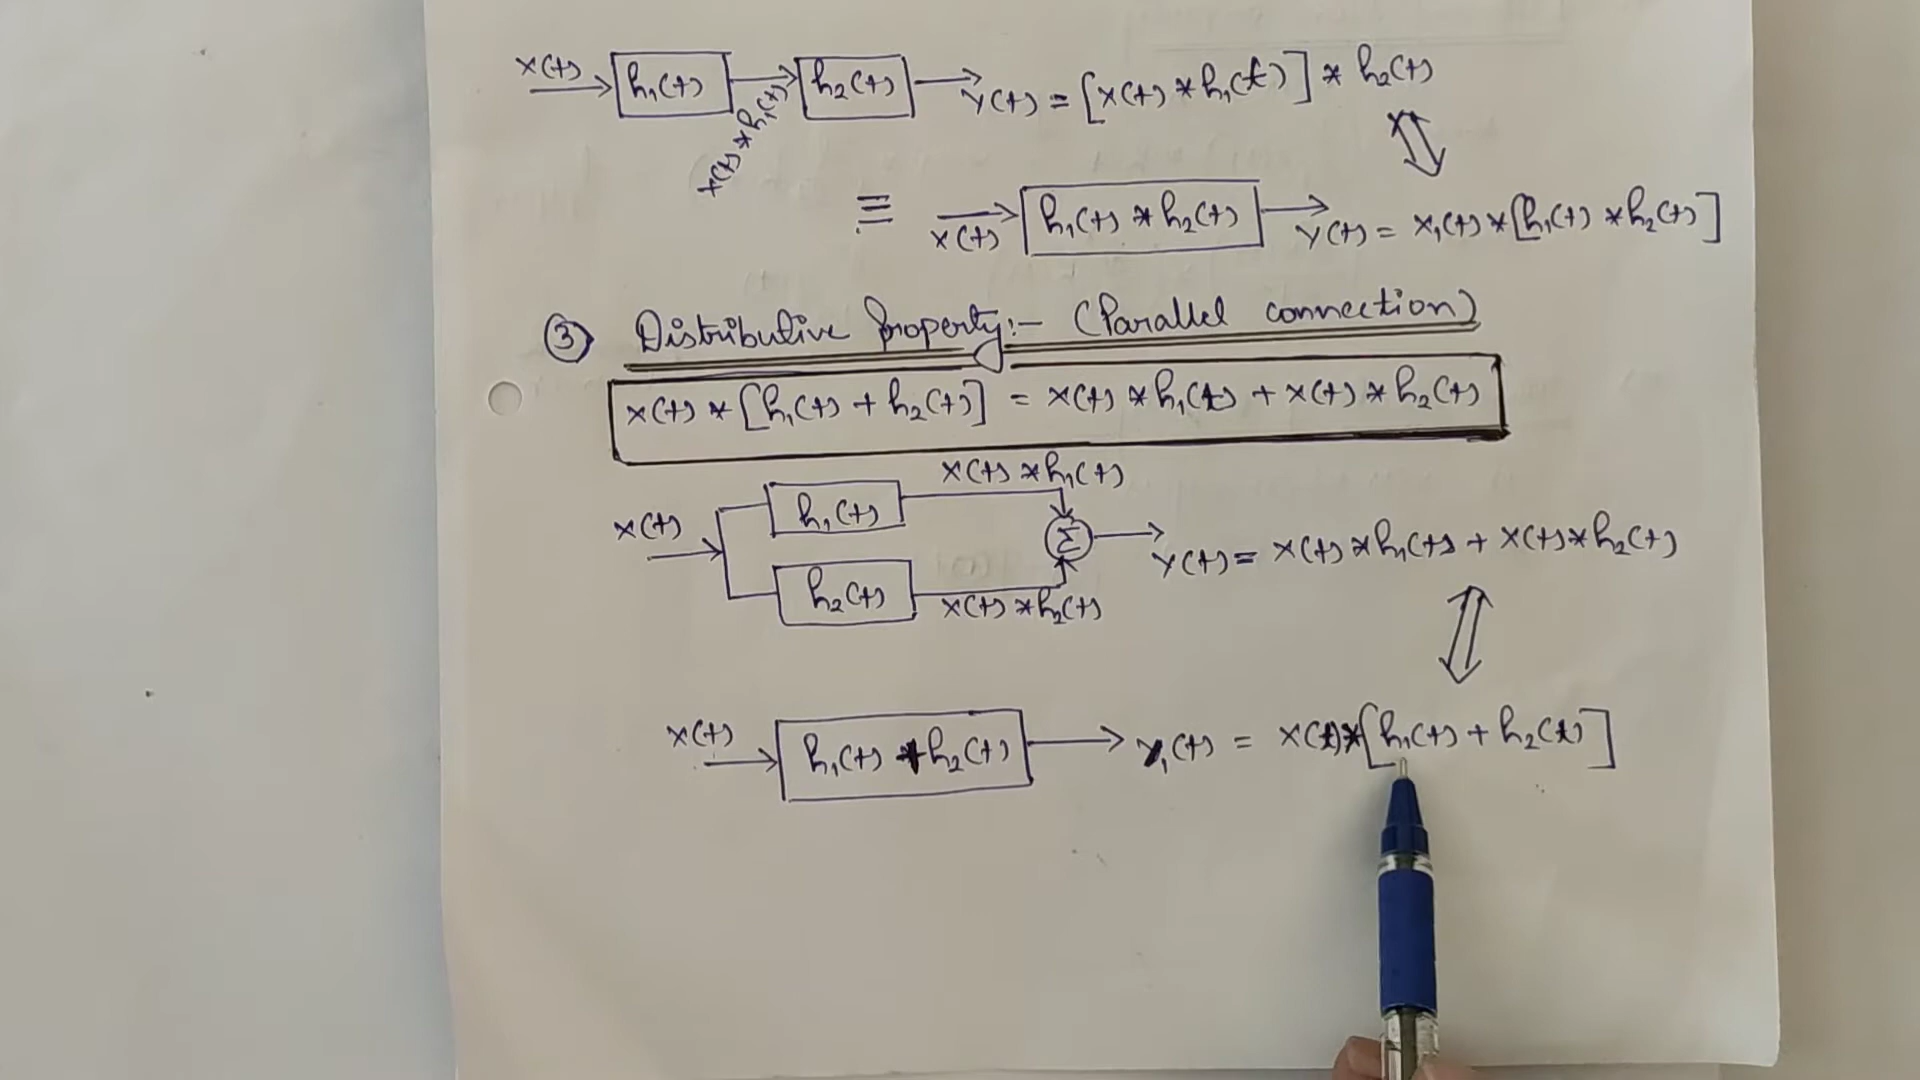 x(t) h₁(t) h₂(t) y(t) = [x(t) * h₁(t)] * h₂(t)
x(t) * h₁(t)
≡ x(t) h₁(t) * h₂(t) y(t) = x₁(t) * [h₁(t) * h₂(t)]
③ Distributive property:- (Parallel connection)
x(t) * [h₁(t) + h₂(t)] = x(t) * h₁(t) + x(t) * h₂(t)
x(t) * h₁(t)
x(t) h₁(t) Σ y(t) = x(t) * h₁(t) + x(t) * h₂(t)
h₂(t) x(t) * h₂(t)
x(t) h₁(t) + h₂(t) y₁(t) = x(t) * [h₁(t) + h₂(t)]